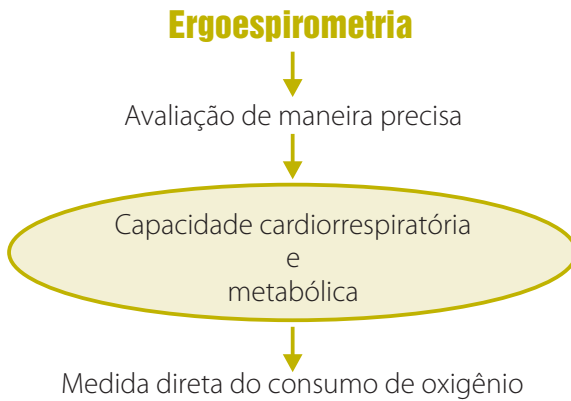 Ergoespirometria
Avaliação de maneira precisa
Capacidade cardiorrespiratória
e
metabólica
Medida direta do consumo de oxigênio